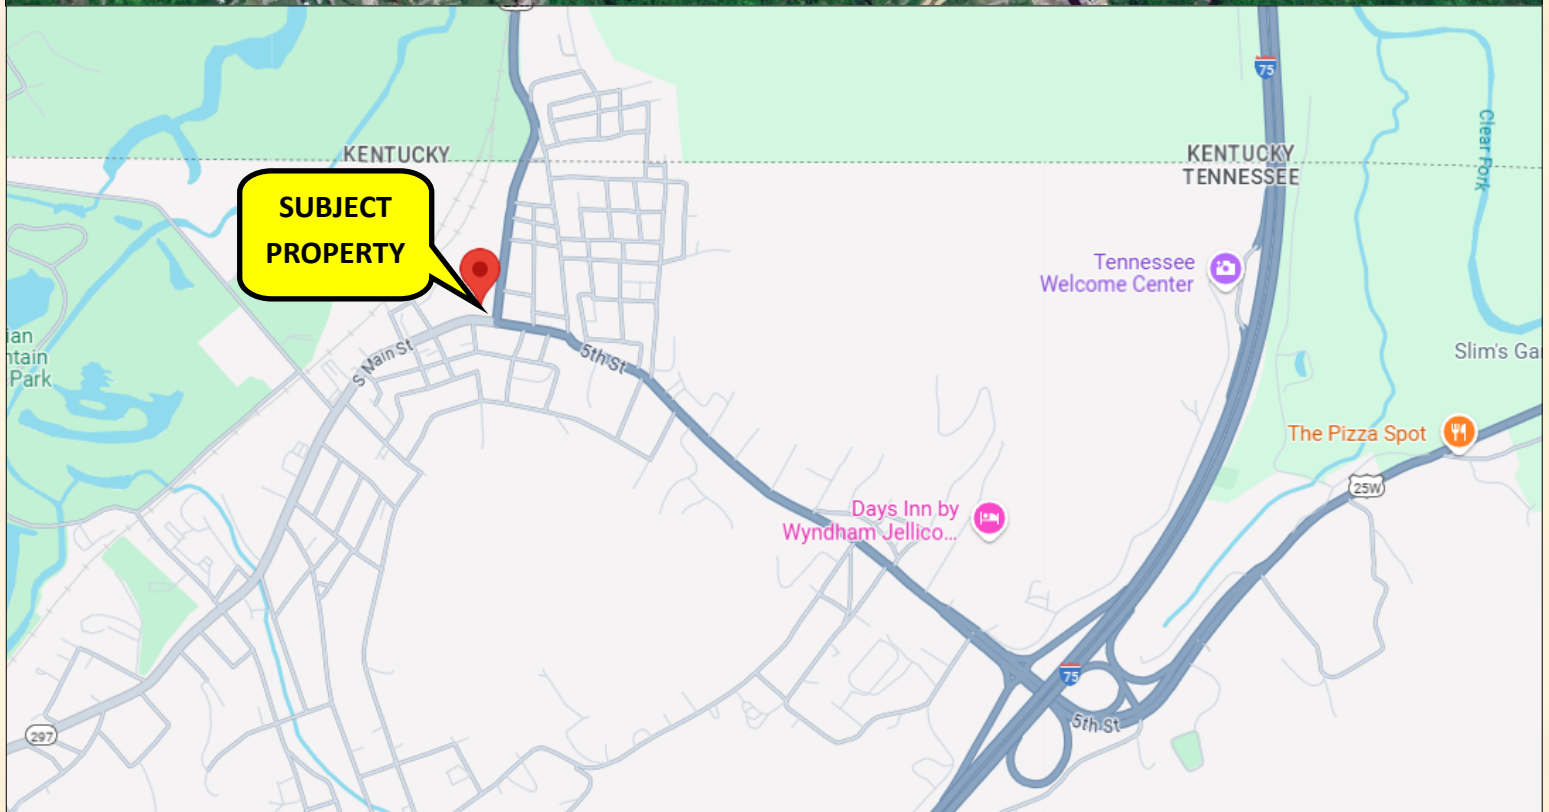 75
KENTUCKY
KENTUCKY
TENNESSEE
Clear Fork
SUBJECT
PROPERTY
Tennessee
Welcome Center
ian
ntain
Park
S Main St
5th St
Slim's Ga
The Pizza Spot
25W
Days Inn by
Wyndham Jellico...
75
5th St
297